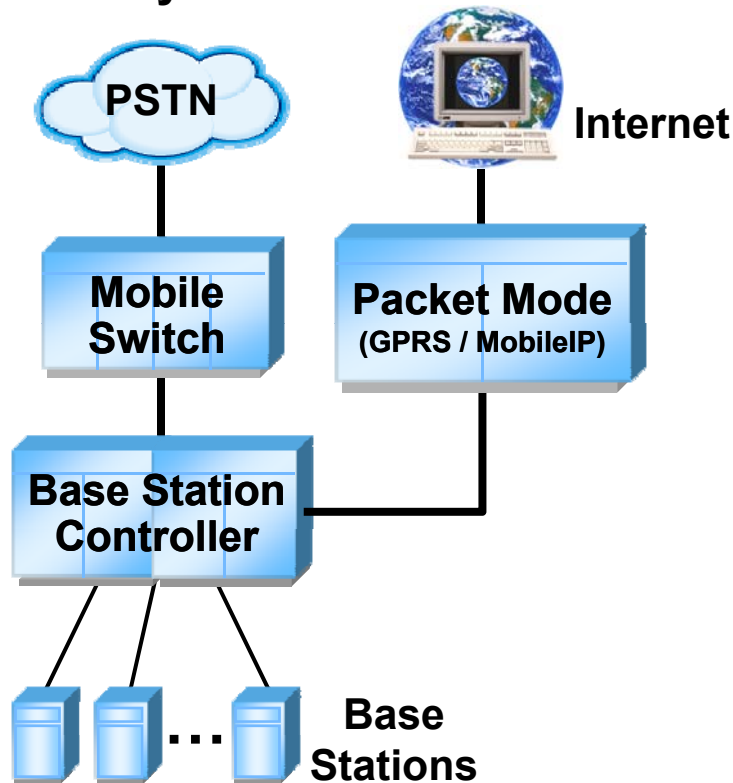 PSTN
Internet
Mobile
Switch
Packet Mode
(GPRS / MobileIP)
Base Station
Controller
...
Base
Stations